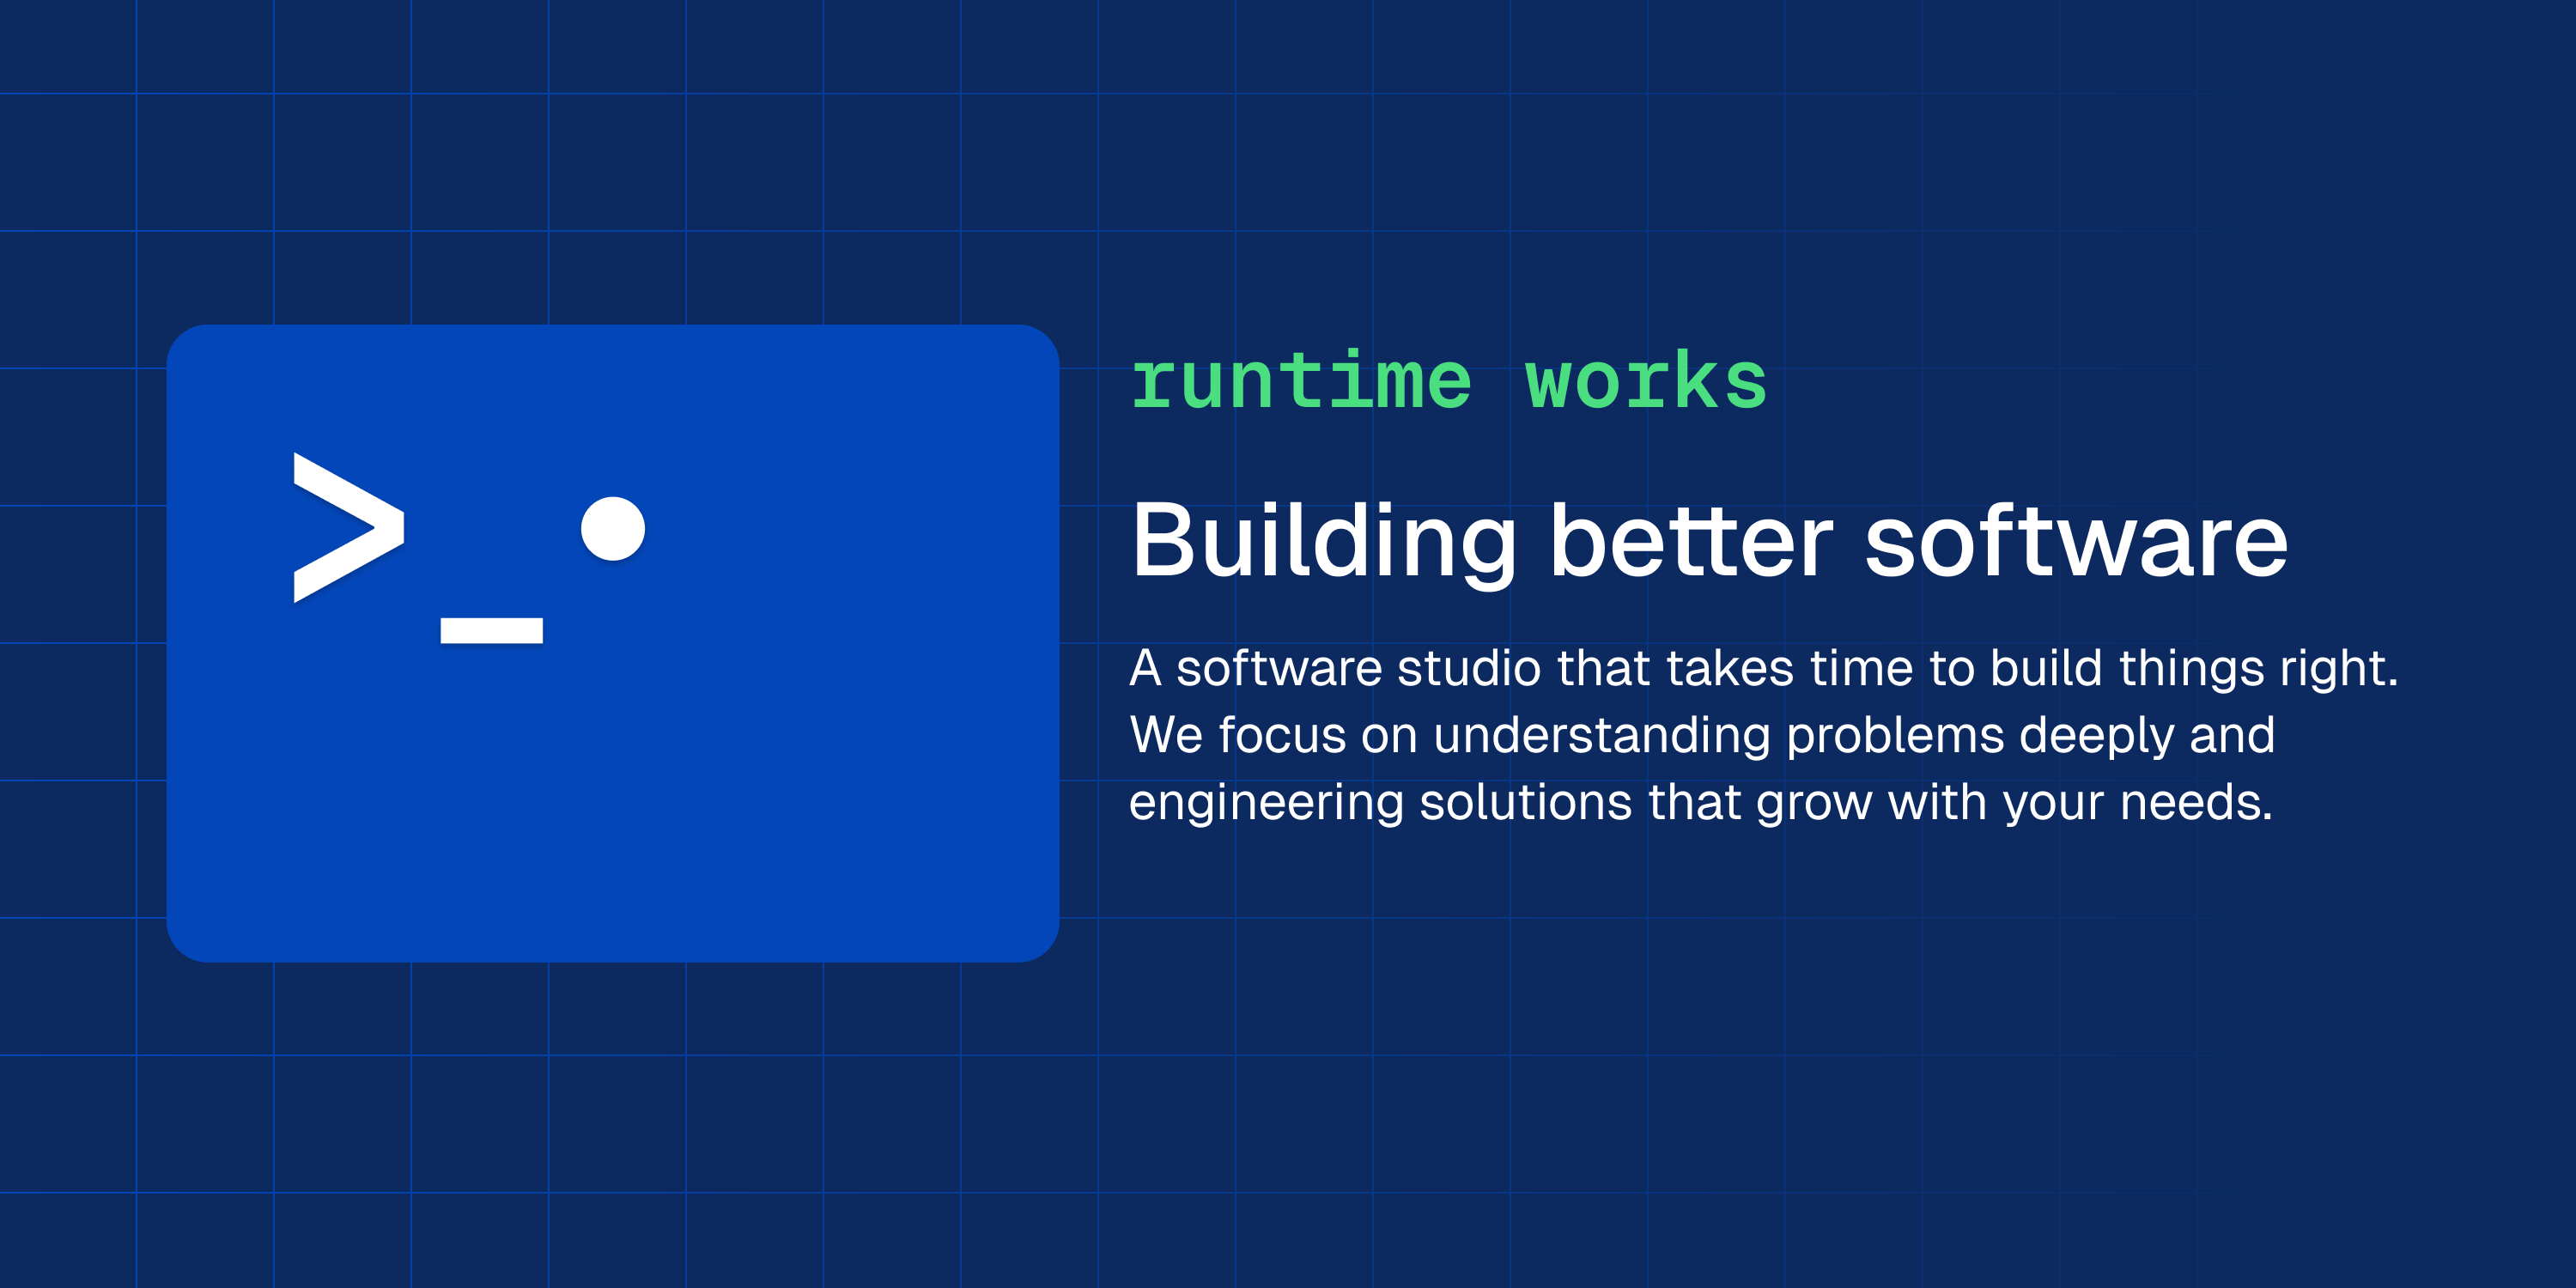 >_•
runtime works
Building better software
A software studio that takes time to build things right.
We focus on understanding problems deeply and
engineering solutions that grow with your needs.